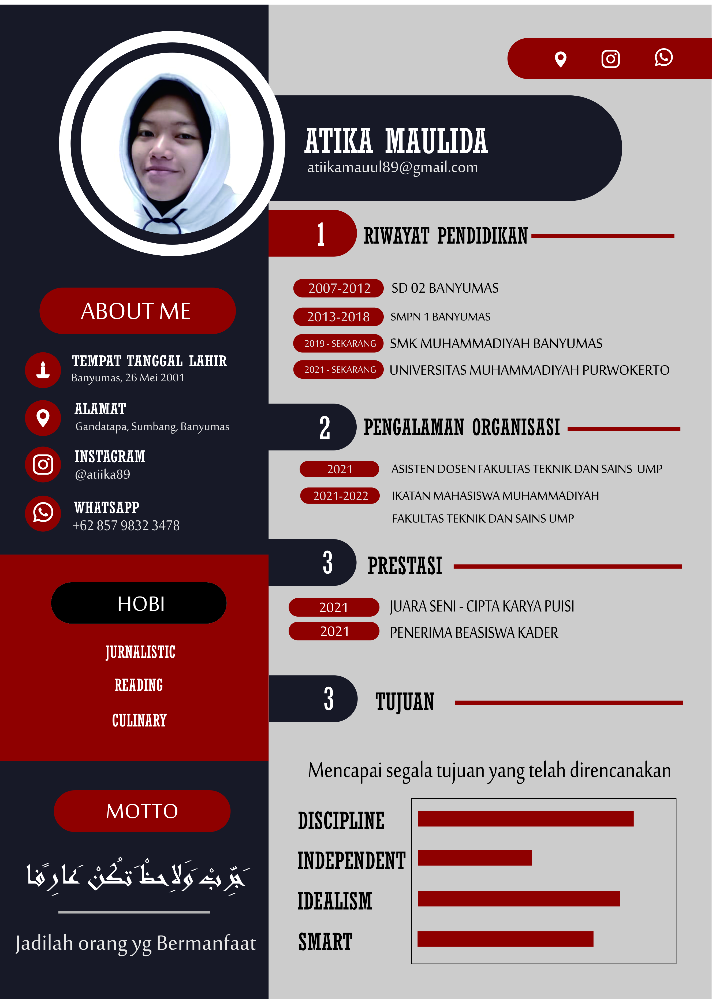 ATIKA MAULIDA
atiikamauul89@gmail.com
ABOUT ME
TEMPAT TANGGAL LAHIR
Banyumas, 26 Mei 2001
ALAMAT
Gandatapa, Sumbang, Banyumas
INSTAGRAM
@atiika89
WHATSAPP
+62 857 9832 3478
HOBI
JURNALISTIC
READING
CULINARY
MOTTO
جَرِّبْ وَلَاحِظْ تَكُنْ عَارِفًا
Jadilah orang yg Bermanfaat
1 RIWAYAT PENDIDIKAN
2007-2012 SD 02 BANYUMAS
2013-2018 SMPN 1 BANYUMAS
2019 - SEKARANG SMK MUHAMMADIYAH BANYUMAS
2021 - SEKARANG UNIVERSITAS MUHAMMADIYAH PURWOKERTO
2 PENGALAMAN ORGANISASI
2021 ASISTEN DOSEN FAKULTAS TEKNIK DAN SAINS UMP
2021-2022 IKATAN MAHASISWA MUHAMMADIYAH
FAKULTAS TEKNIK DAN SAINS UMP
3 PRESTASI
2021 JUARA SENI - CIPTA KARYA PUISI
2021 PENERIMA BEASISWA KADER
3 TUJUAN
Mencapai segala tujuan yang telah direncanakan
DISCIPLINE
INDEPENDENT
IDEALISM
SMART